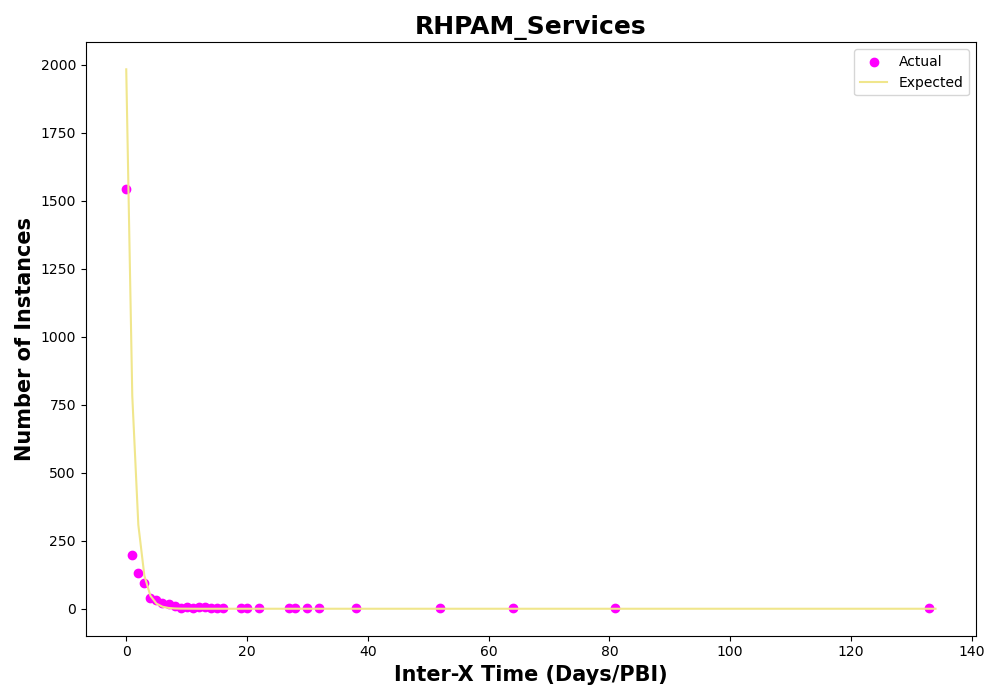 RHPAM_Services
Actual
Expected
Number of Instances
2000
1750
1500
1250
1000
750
500
250
0
0 20 40 60 80 100 120 140
Inter-X Time (Days/PBI)